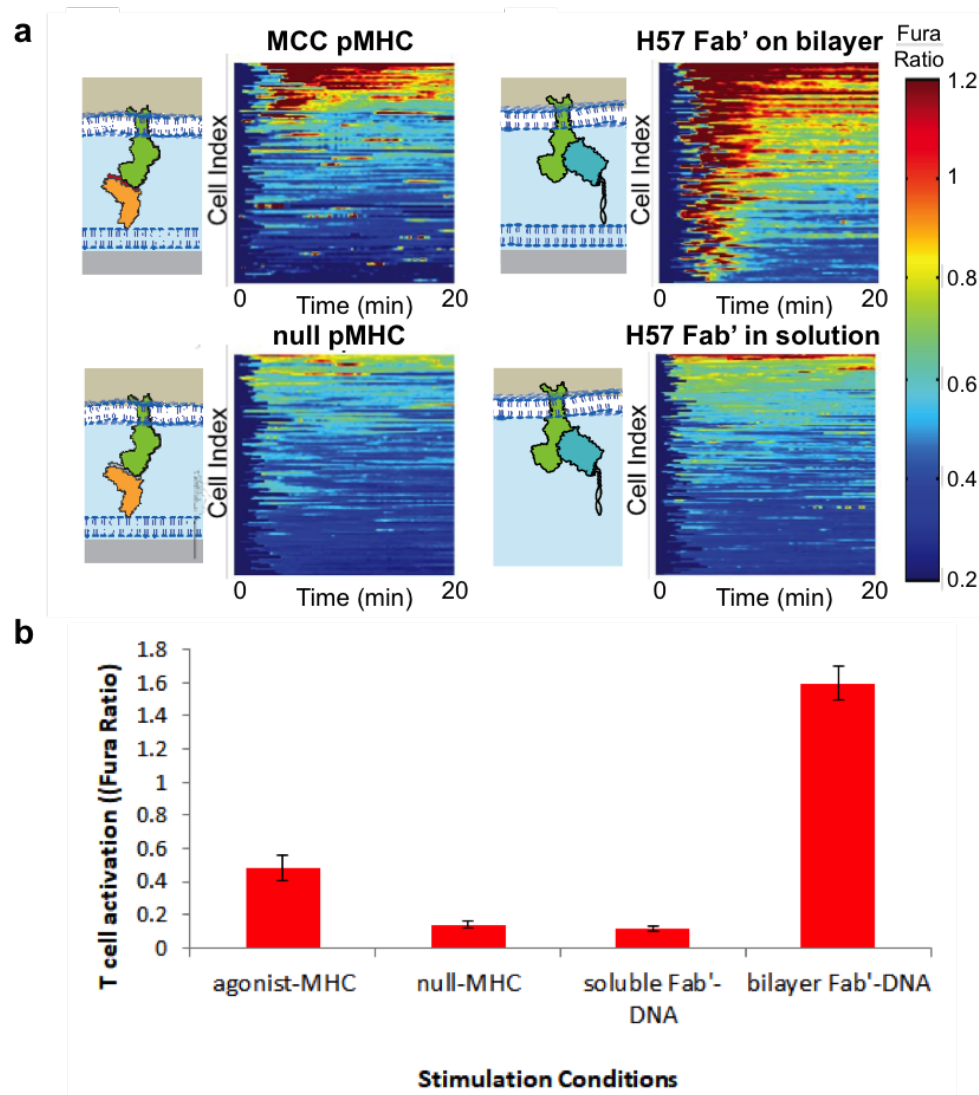 a
MCC pMHC
H57 Fab' on bilayer
Fura
Ratio
Cell Index
Cell Index
1.2
1
0.8
0.6
0.4
0.2
0
Time (min)
20
0
Time (min)
20
null pMHC
H57 Fab' in solution
Cell Index
Cell Index
0
Time (min)
20
0
Time (min)
20
b
T cell activation ((Fura Ratio)
1.8
1.6
1.4
1.2
1
0.8
0.6
0.4
0.2
0
agonist-MHC
null-MHC
soluble Fab'-
DNA
bilayer Fab'-DNA
Stimulation Conditions